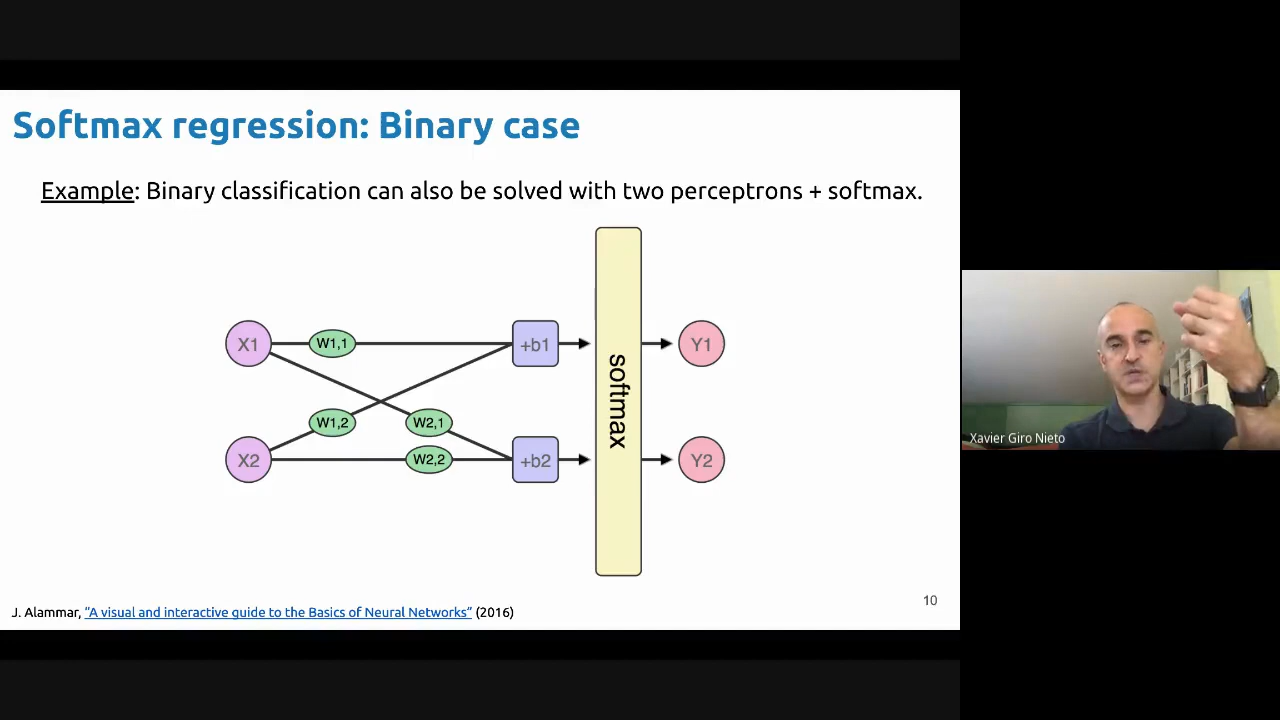 Softmax regression: Binary case
Example: Binary classification can also be solved with two perceptrons + softmax.
X1
W1,1
+b1
Y1
softmax
W1,2
W2,1
X2
W2,2
+b2
Y2
J. Alammar, “A visual and interactive guide to the Basics of Neural Networks” (2016)
10
Xavier Giro Nieto